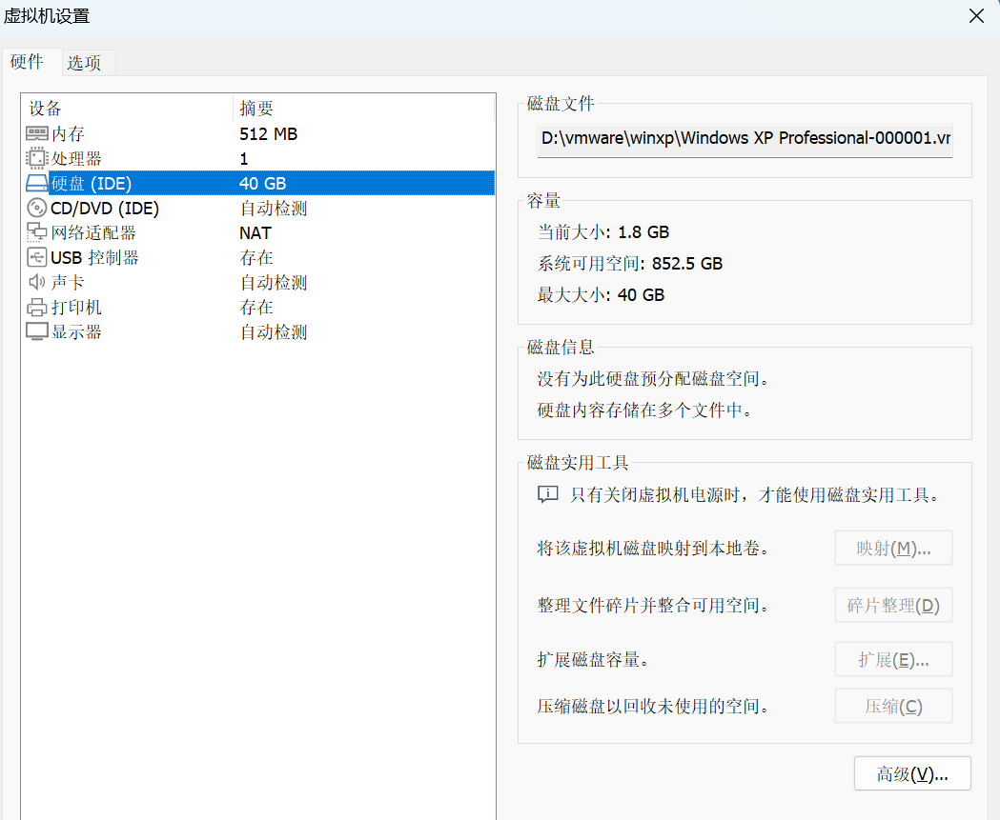 虚拟机设置
硬件 选项
设备 摘要
内存 512 MB
处理器 1
硬盘 (IDE) 40 GB
CD/DVD (IDE) 自动检测
网络适配器 NAT
USB 控制器 存在
声卡 自动检测
打印机 存在
显示器 自动检测
磁盘文件
D:\vmware\winxp\Windows XP Professional-000001.vr
容量
当前大小: 1.8 GB
系统可用空间: 852.5 GB
最大大小: 40 GB
磁盘信息
没有为此硬盘预分配磁盘空间。
硬盘内容存储在多个文件中。
磁盘实用工具
只有关闭虚拟机电源时，才能使用磁盘实用工具。
将该虚拟机磁盘映射到本地卷。 映射(M)...
整理文件碎片并整合可用空间。 碎片整理(D)
扩展磁盘容量。 扩展(E)...
压缩磁盘以回收未使用的空间。 压缩(C)
高级(V)...